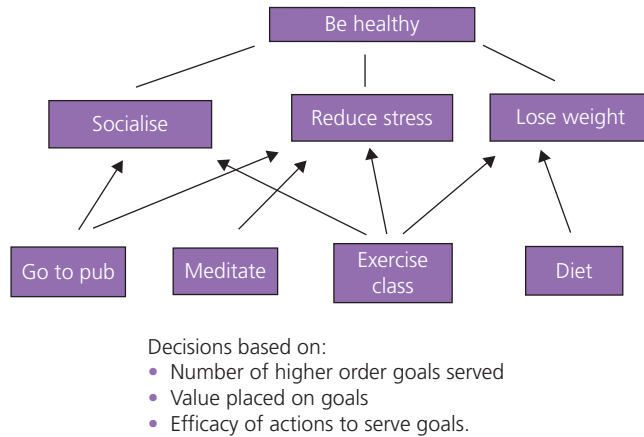 Be healthy
Socialise
Reduce stress
Lose weight
Go to pub
Meditate
Exercise
class
Diet
Decisions based on:
• Number of higher order goals served
• Value placed on goals
• Efficacy of actions to serve goals.